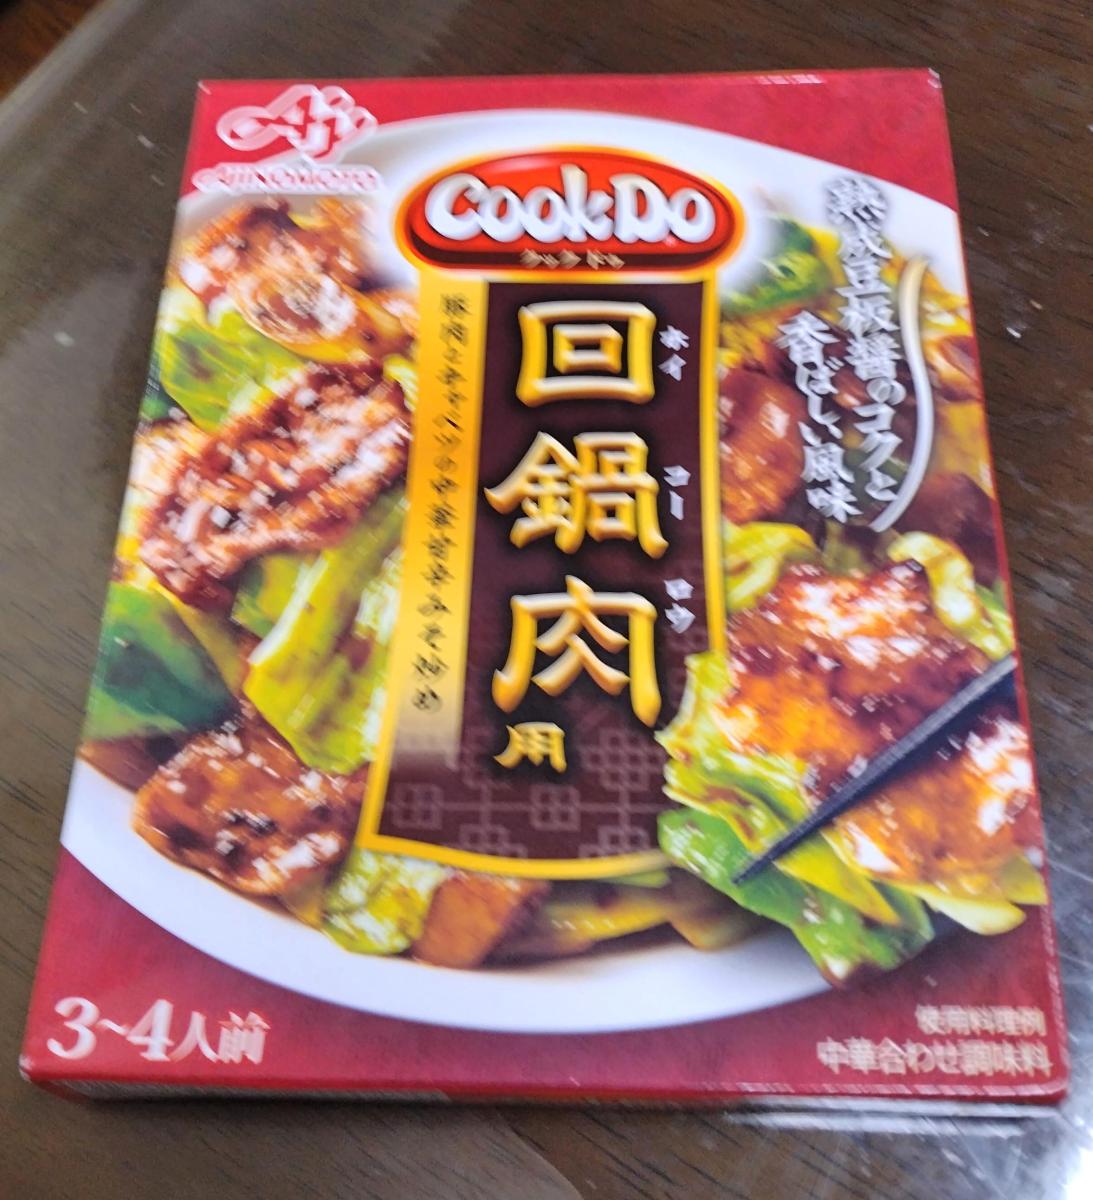 Aji
Ajinomoto
CookDo®
クックドゥ
熟成豆板醤のコクと
香ばしい風味
回鍋肉用
ホイコーロウ
豚肉とキャベツの中華甘辛みそ炒め
3~4人前
使用料理例
中華合わせ調味料